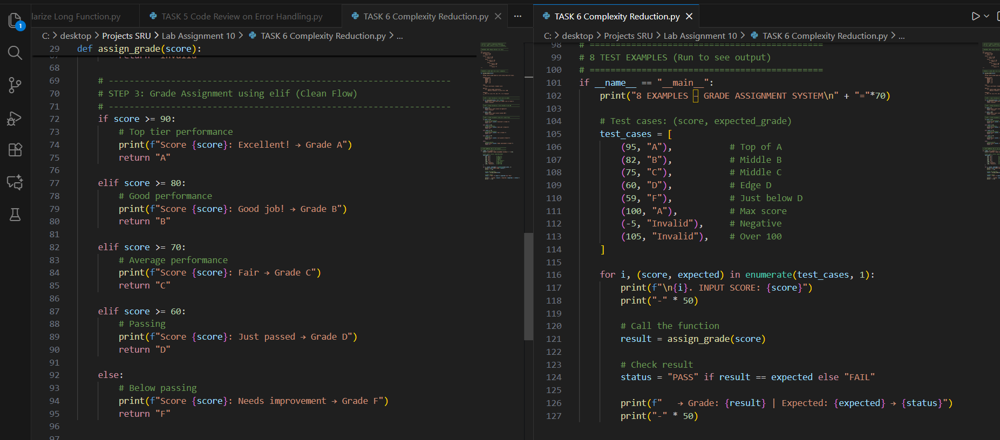 1
larize Long Function.py
TASK 5 Code Review on Error Handling.py
TASK 6 Complexity Reduction.py
C: > desktop > Projects SRU > Lab Assignment 10 > TASK 6 Complexity Reduction.py > ...
29 def assign_grade(score):
67 return "Invalid"
68
69 # ------------------------------------------------------------------
70 # STEP 3: Grade Assignment using elif (Clean Flow)
71 # ------------------------------------------------------------------
72 if score >= 90:
73 # Top tier performance
74 print(f"Score {score}: Excellent! → Grade A")
75 return "A"
76
77 elif score >= 80:
78 # Good performance
79 print(f"Score {score}: Good job! → Grade B")
80 return "B"
81
82 elif score >= 70:
83 # Average performance
84 print(f"Score {score}: Fair → Grade C")
85 return "C"
86
87 elif score >= 60:
88 # Passing
89 print(f"Score {score}: Just passed → Grade D")
90 return "D"
91
92 else:
93 # Below passing
94 print(f"Score {score}: Needs improvement → Grade F")
95 return "F"
96
97
TASK 6 Complexity Reduction.py
C: > desktop > Projects SRU > Lab Assignment 10 > TASK 6 Complexity Reduction.py > ...
98 # =============================================
99 # 8 TEST EXAMPLES (Run to see output)
100 # =============================================
101 if __name__ == "__main__":
102 print("8 EXAMPLES – GRADE ASSIGNMENT SYSTEM\n" + "="*70)
103
104 # Test cases: (score, expected_grade)
105 test_cases = [
106 (95, "A"), # Top of A
107 (82, "B"), # Middle B
108 (75, "C"), # Middle C
109 (60, "D"), # Edge D
110 (59, "F"), # Just below D
111 (100, "A"), # Max score
112 (-5, "Invalid"), # Negative
113 (105, "Invalid"), # Over 100
114 ]
115
116 for i, (score, expected) in enumerate(test_cases, 1):
117 print(f"\n{i}. INPUT SCORE: {score}")
118 print("-" * 50)
119
120 # Call the function
121 result = assign_grade(score)
122
123 # Check result
124 status = "PASS" if result == expected else "FAIL"
125
126 print(f" → Grade: {result} | Expected: {expected} → {status}")
127 print("-" * 50)